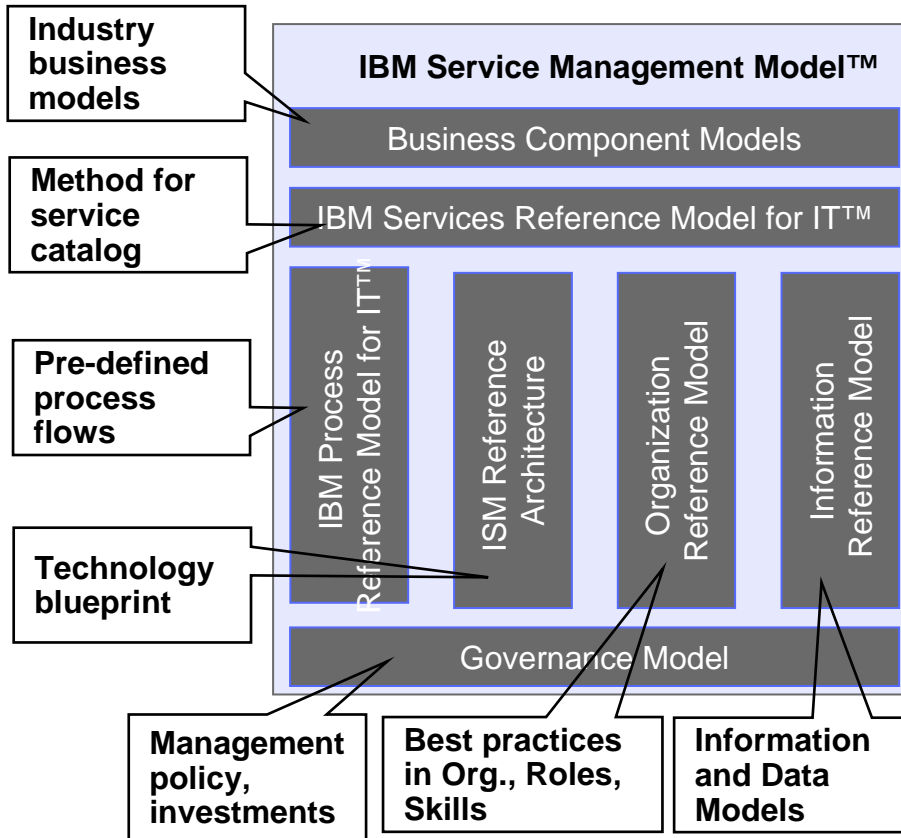 Industry
business
models
IBM Service Management Model™
Business Component Models
Method for
service
catalog
IBM Services Reference Model for IT™
Pre-defined
process
flows
IBM Process
Reference Model for IT™
ISM Reference
Architecture
Organization
Reference Model
Information
Reference Model
Technology
blueprint
Governance Model
Management
policy,
investments
Best practices
in Org., Roles,
Skills
Information
and Data
Models